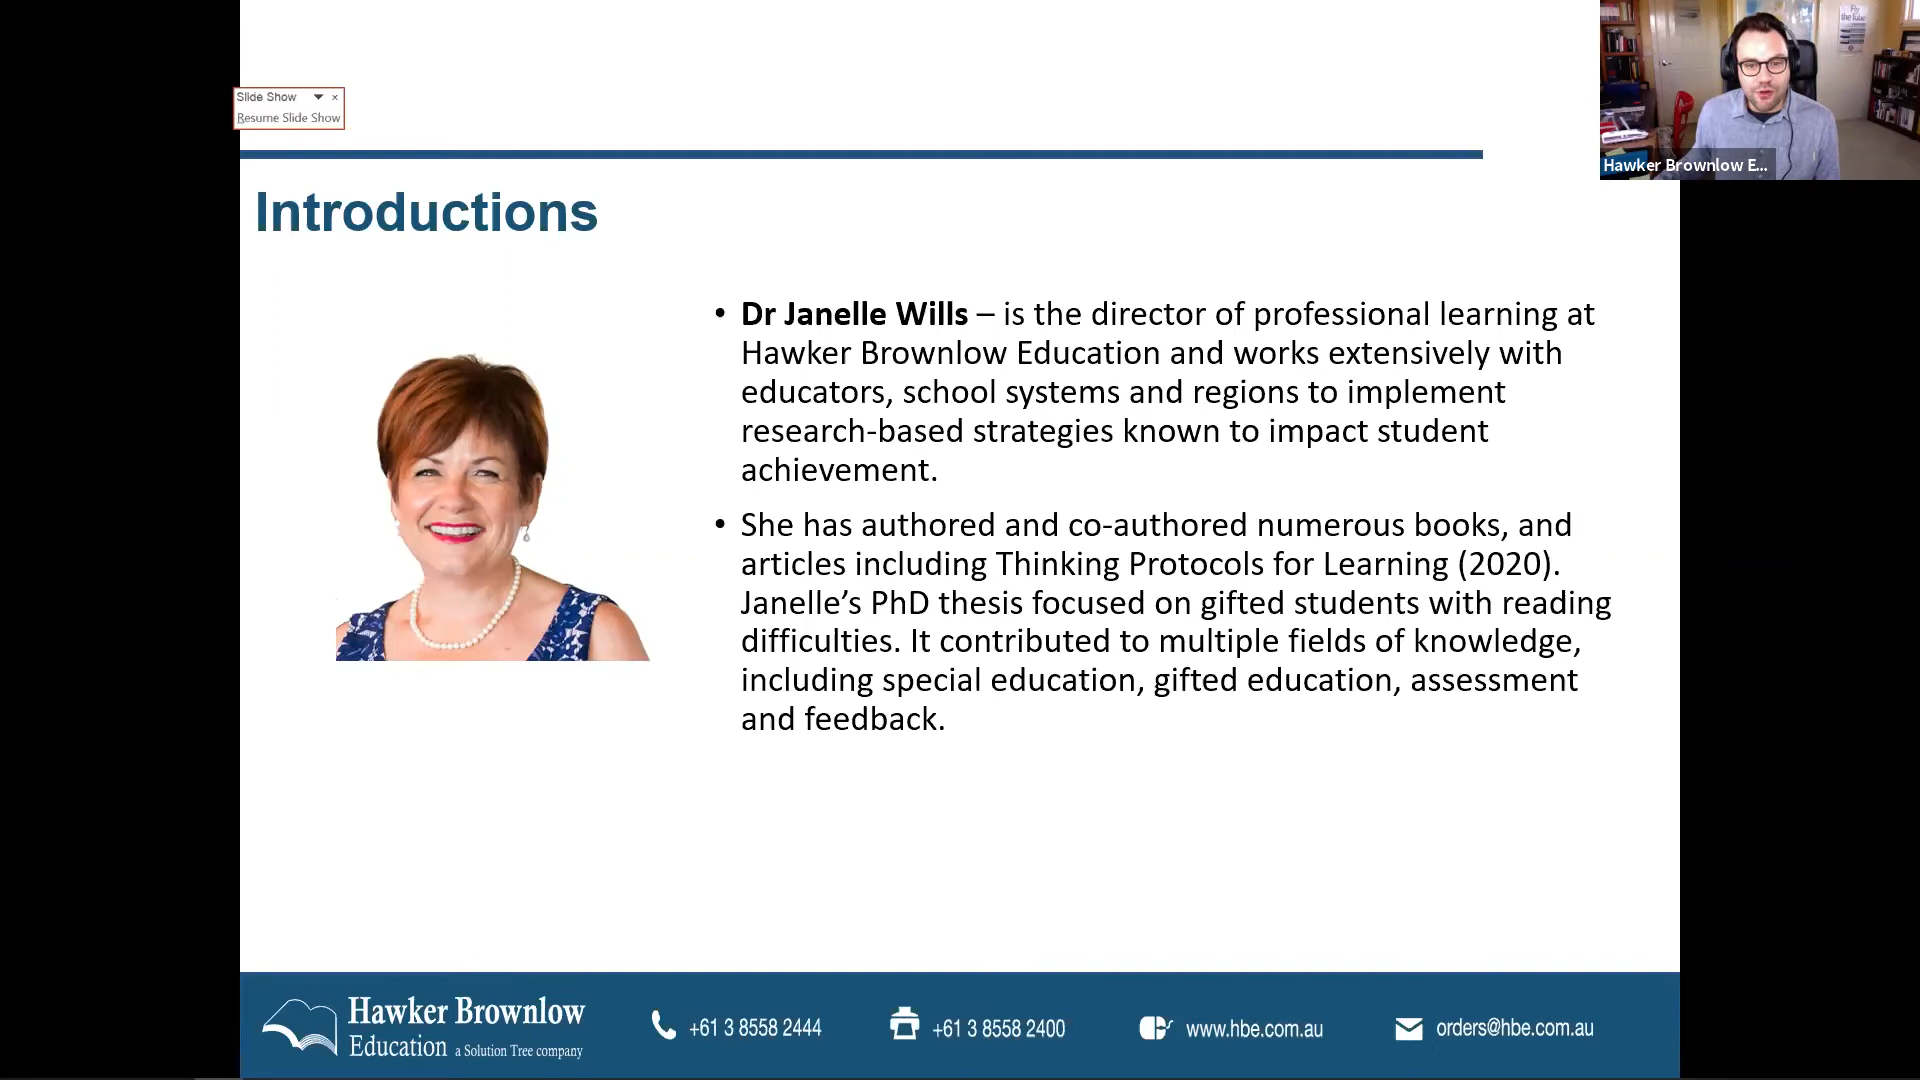 Slide Show
Resume Slide Show
Hawker Brownlow E...
Introductions
• Dr Janelle Wills – is the director of professional learning at
Hawker Brownlow Education and works extensively with
educators, school systems and regions to implement
research-based strategies known to impact student
achievement.
• She has authored and co-authored numerous books, and
articles including Thinking Protocols for Learning (2020).
Janelle’s PhD thesis focused on gifted students with reading
difficulties. It contributed to multiple fields of knowledge,
including special education, gifted education, assessment
and feedback.
Hawker Brownlow
Education a Solution Tree company
+61 3 8558 2444
+61 3 8558 2400
www.hbe.com.au
orders@hbe.com.au